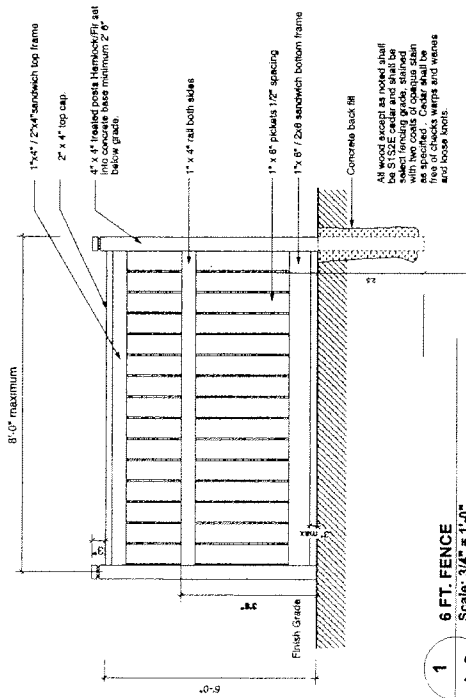 8'-0" maximum
1"x4" / 2"x4" sandwich top frame
2" x 4" top cap.
4" x 4" treated posts Hemlock/Fir set
into concrete base minimum 2' 6"
below grade.
1" x 4" rail both sides
1" x 6" pickets 1/2" spacing
1"x 6" / 2x6 sandwich bottom frame
Concrete back fill
All wood except as noted shall
be S1S2E cedar and shall be
select fencing grade, stained
with two coats of opaque stain
as specified. Cedar shall be
free of checks warps and wanes
and loose knots.
max
Finish Grade
6'-0"
1
6 FT. FENCE
Scale: 3/4" = 1'-0"